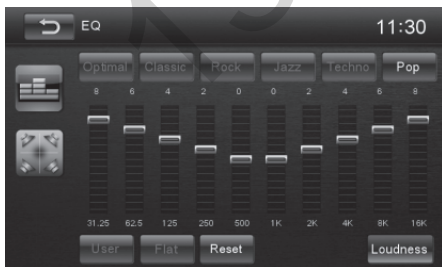 EQ 11:30
Optimal Classic Rock Jazz Techno Pop
8 6 4 2 0 0 2 4 6 8
31.25 62.5 125 250 500 1K 2K 4K 8K 16K
User Flat Reset Loudness